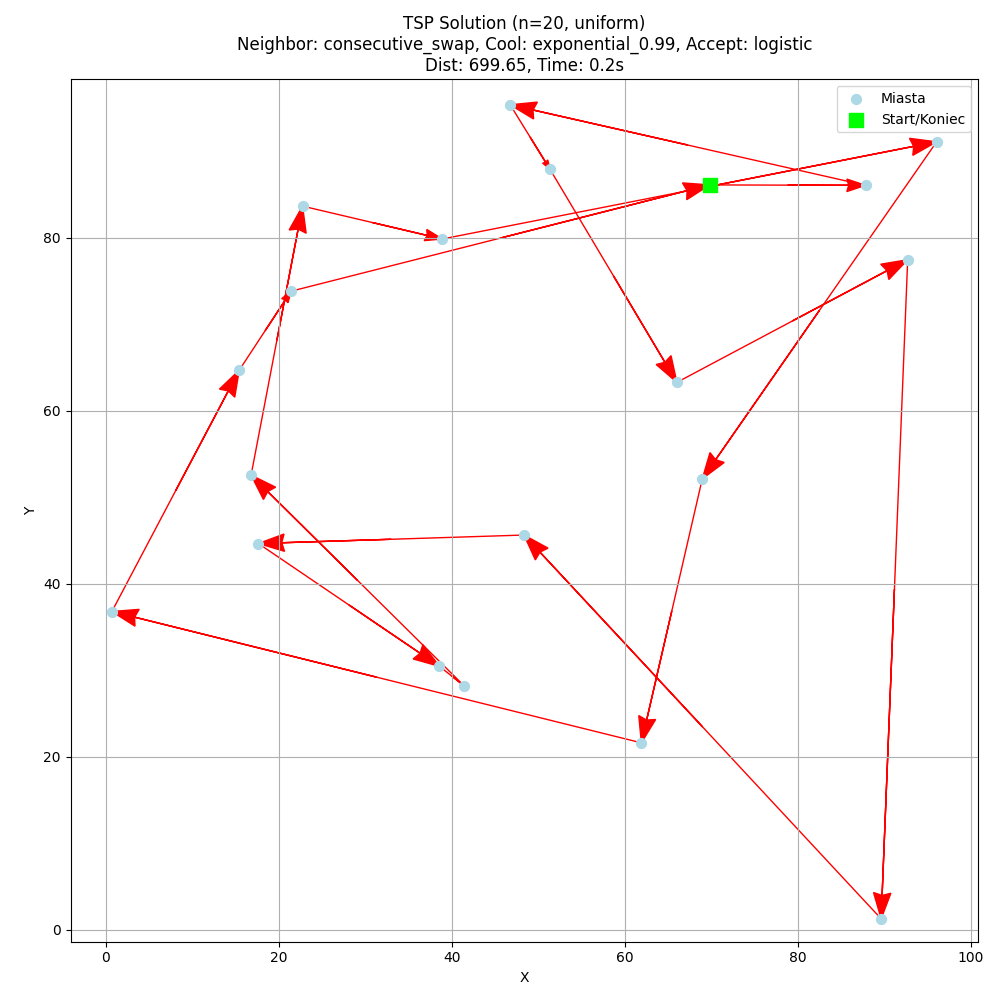 TSP Solution (n=20, uniform)
Neighbor: consecutive_swap, Cool: exponential_0.99, Accept: logistic
Dist: 699.65, Time: 0.2s
Miasta
Start/Koniec
80
60
40
20
0
Y
0 20 40 60 80 100
X